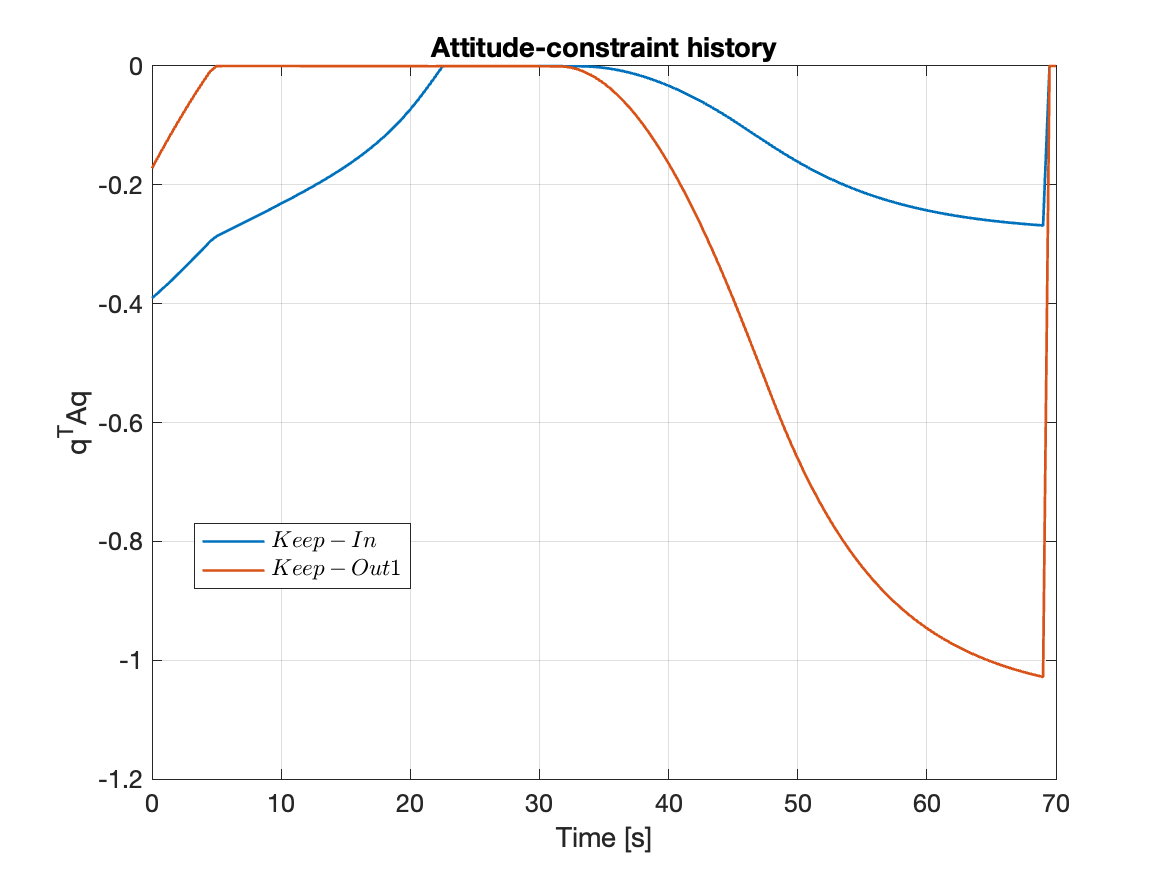 Attitude-constraint history
0
-0.2
-0.4
-0.6
-0.8
-1
-1.2
q^TAq
Keep − In
Keep − Out1
0 10 20 30 40 50 60 70
Time [s]